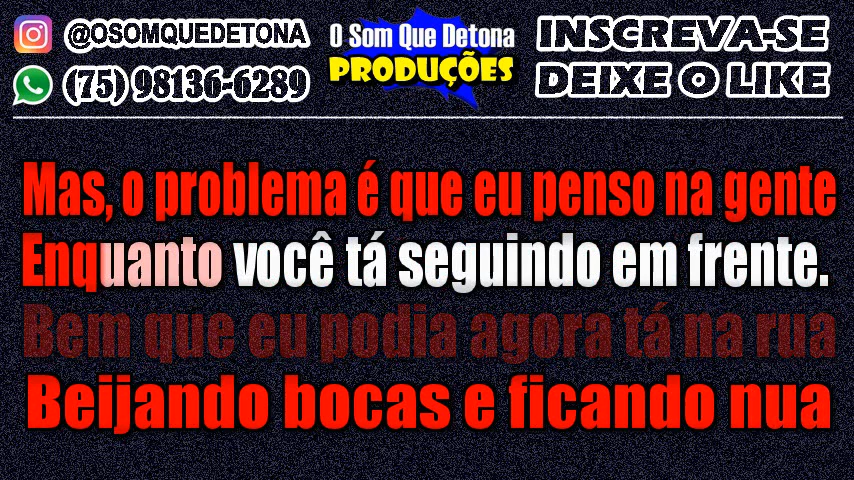 @OSOMQUEDETONA
(75) 98136-6289
O Som Que Detona
PRODUÇÕES
INSCREVA-SE
DEIXE O LIKE
Mas, o problema é que eu penso na gente
Enquanto você tá seguindo em frente.
Bem que eu podia agora tá na rua
Beijando bocas e ficando nua